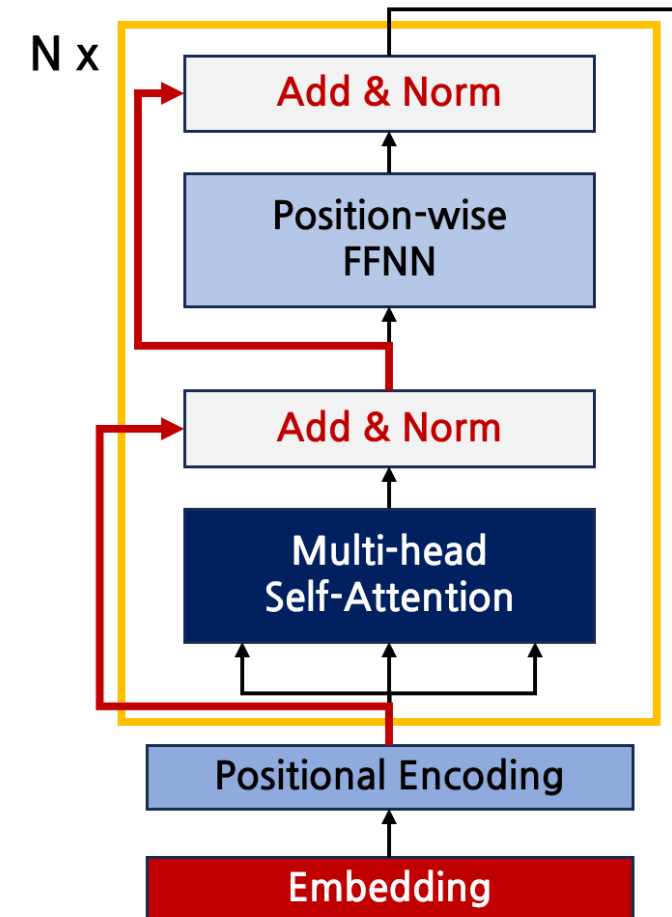 N x
Add & Norm
Position-wise
FFNN
Add & Norm
Multi-head
Self-Attention
Positional Encoding
Embedding